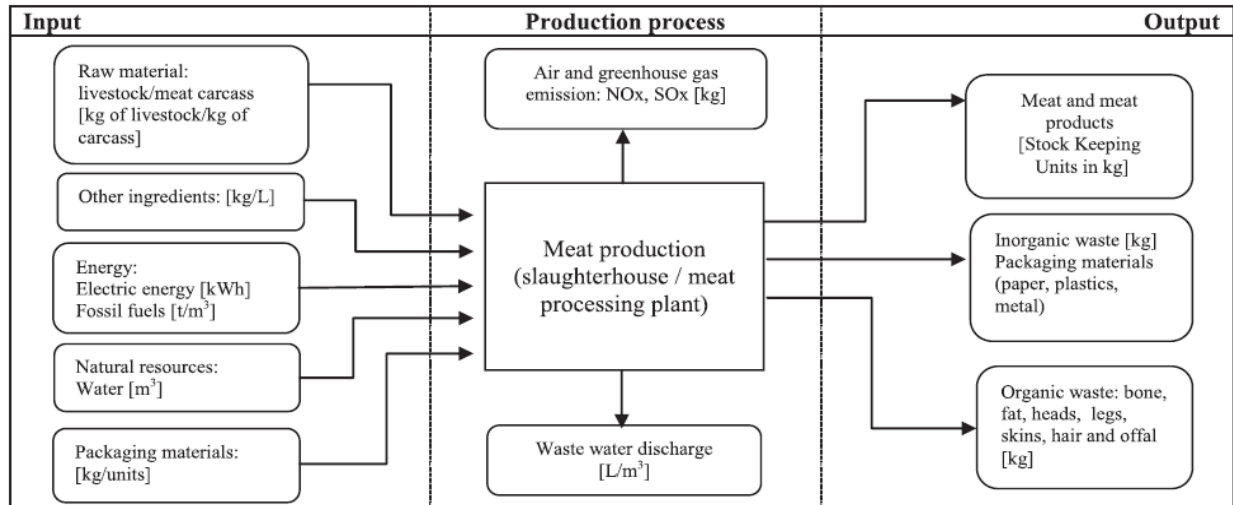 Input
Production process
Output
Raw material:
livestock/meat carcass
[kg of livestock/kg of
carcass]
Other ingredients: [kg/L]
Energy:
Electric energy [kWh]
Fossil fuels [t/m³]
Natural resources:
Water [m³]
Packaging materials:
[kg/units]
Air and greenhouse gas
emission: NOx, SOx [kg]
Meat production
(slaughterhouse / meat
processing plant)
Waste water discharge
[L/m³]
Meat and meat
products
[Stock Keeping
Units in kg]
Inorganic waste [kg]
Packaging materials
(paper, plastics,
metal)
Organic waste: bone,
fat, heads, legs,
skins, hair and offal
[kg]